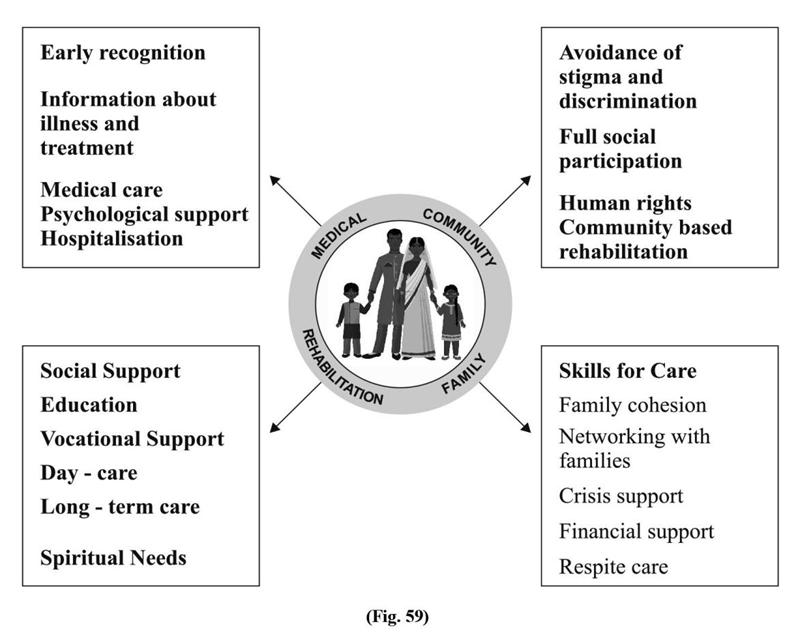 Early recognition
Information about
illness and
treatment
Medical care
Psychological support
Hospitalisation
Avoidance of
stigma and
discrimination
Full social
participation
Human rights
Community based
rehabilitation
MEDICAL
COMMUNITY
REHABILITATION
FAMILY
Social Support
Education
Vocational Support
Day - care
Long - term care
Spiritual Needs
Skills for Care
Family cohesion
Networking with
families
Crisis support
Financial support
Respite care
(Fig. 59)